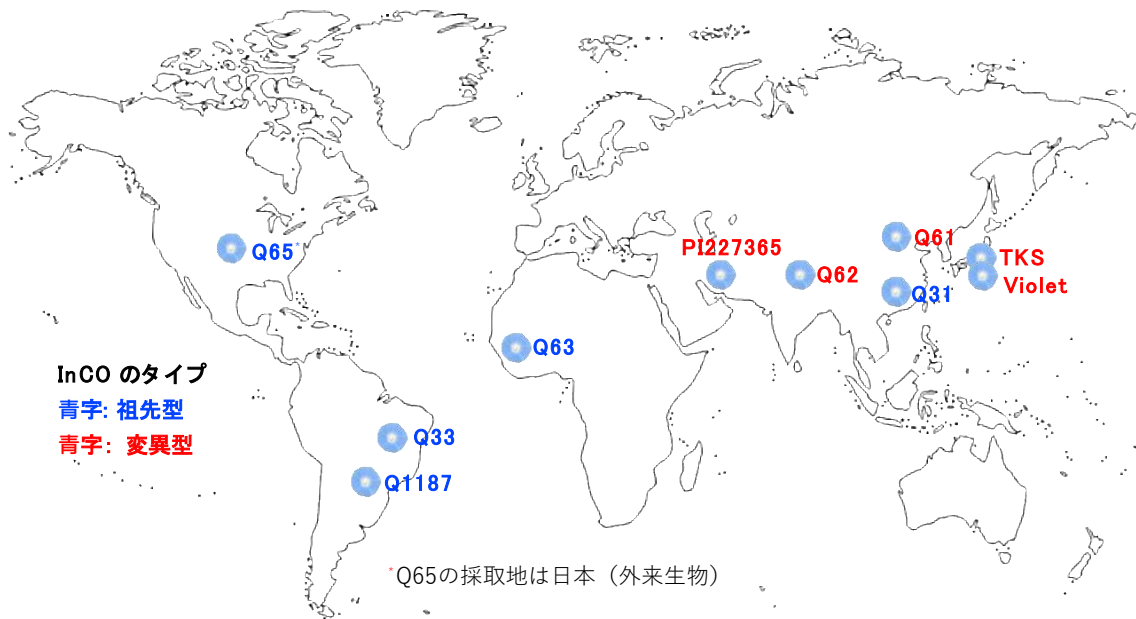 Q61
PI227365
TKS
Q65*
Q62
Violet
Q31
Q63
InCO のタイプ
青字: 祖先型
青字: 変異型
Q33
Q1187
*Q65の採取地は日本（外来生物）